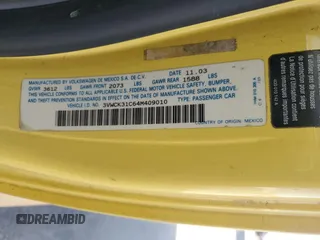 MANUFACTURED BY: VOLKSWAGEN DE MEXICO S.A. DE C.V. DATE: 11.03
GVWR 3612 LBS GAWR FRONT 2073 LBS GAWR REAR 1588 LBS
THIS VEHICLE CONFORMS TO ALL APPLICABLE U.S. FEDERAL MOTOR VEHICLE SAFETY, BUMPER,
AND THEFT PREVENTION STANDARDS IN EFFECT ON THE DATE OF MANUFACTURE SHOWN ABOVE.
VEHICLE IDENT. NO.: 3VWCK31C64M409010 TYPE: PASSENGER CAR
COUNTRY OF ORIGIN: MEXICO
DREAMBID